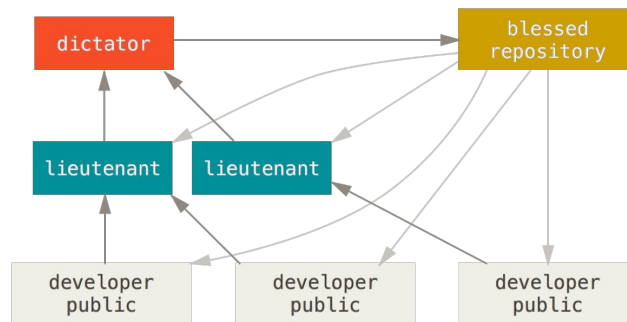 dictator
blessed
repository
lieutenant
lieutenant
developer
public
developer
public
developer
public